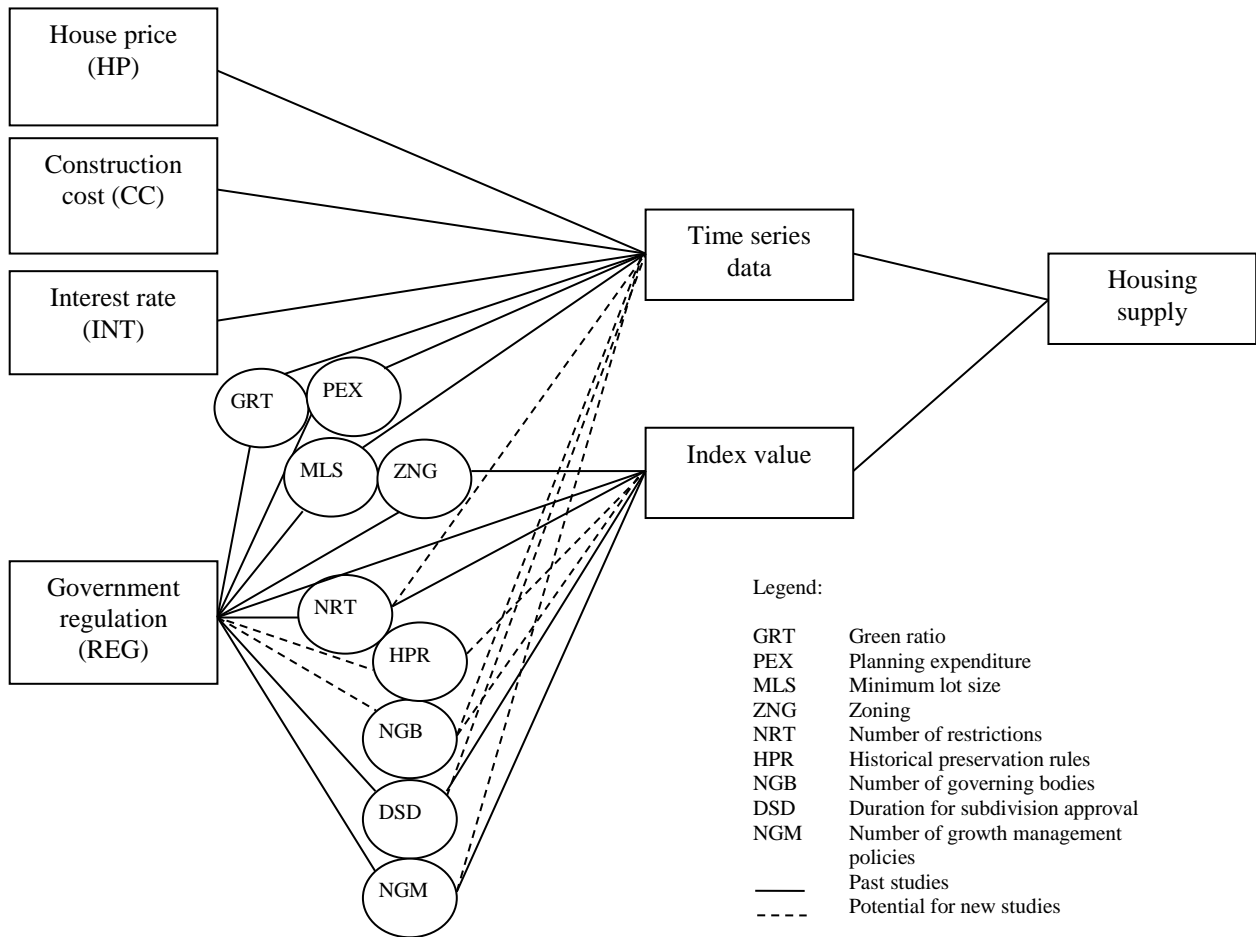 House price
(HP)
Construction
cost (CC)
Interest rate
(INT)
Government
regulation
(REG)
GRT
PEX
MLS
ZNG
NRT
HPR
NGB
DSD
NGM
Time series
data
Index value
Housing
supply
Legend:
GRT Green ratio
PEX Planning expenditure
MLS Minimum lot size
ZNG Zoning
NRT Number of restrictions
HPR Historical preservation rules
NGB Number of governing bodies
DSD Duration for subdivision approval
NGM Number of growth management
policies
Past studies
Potential for new studies